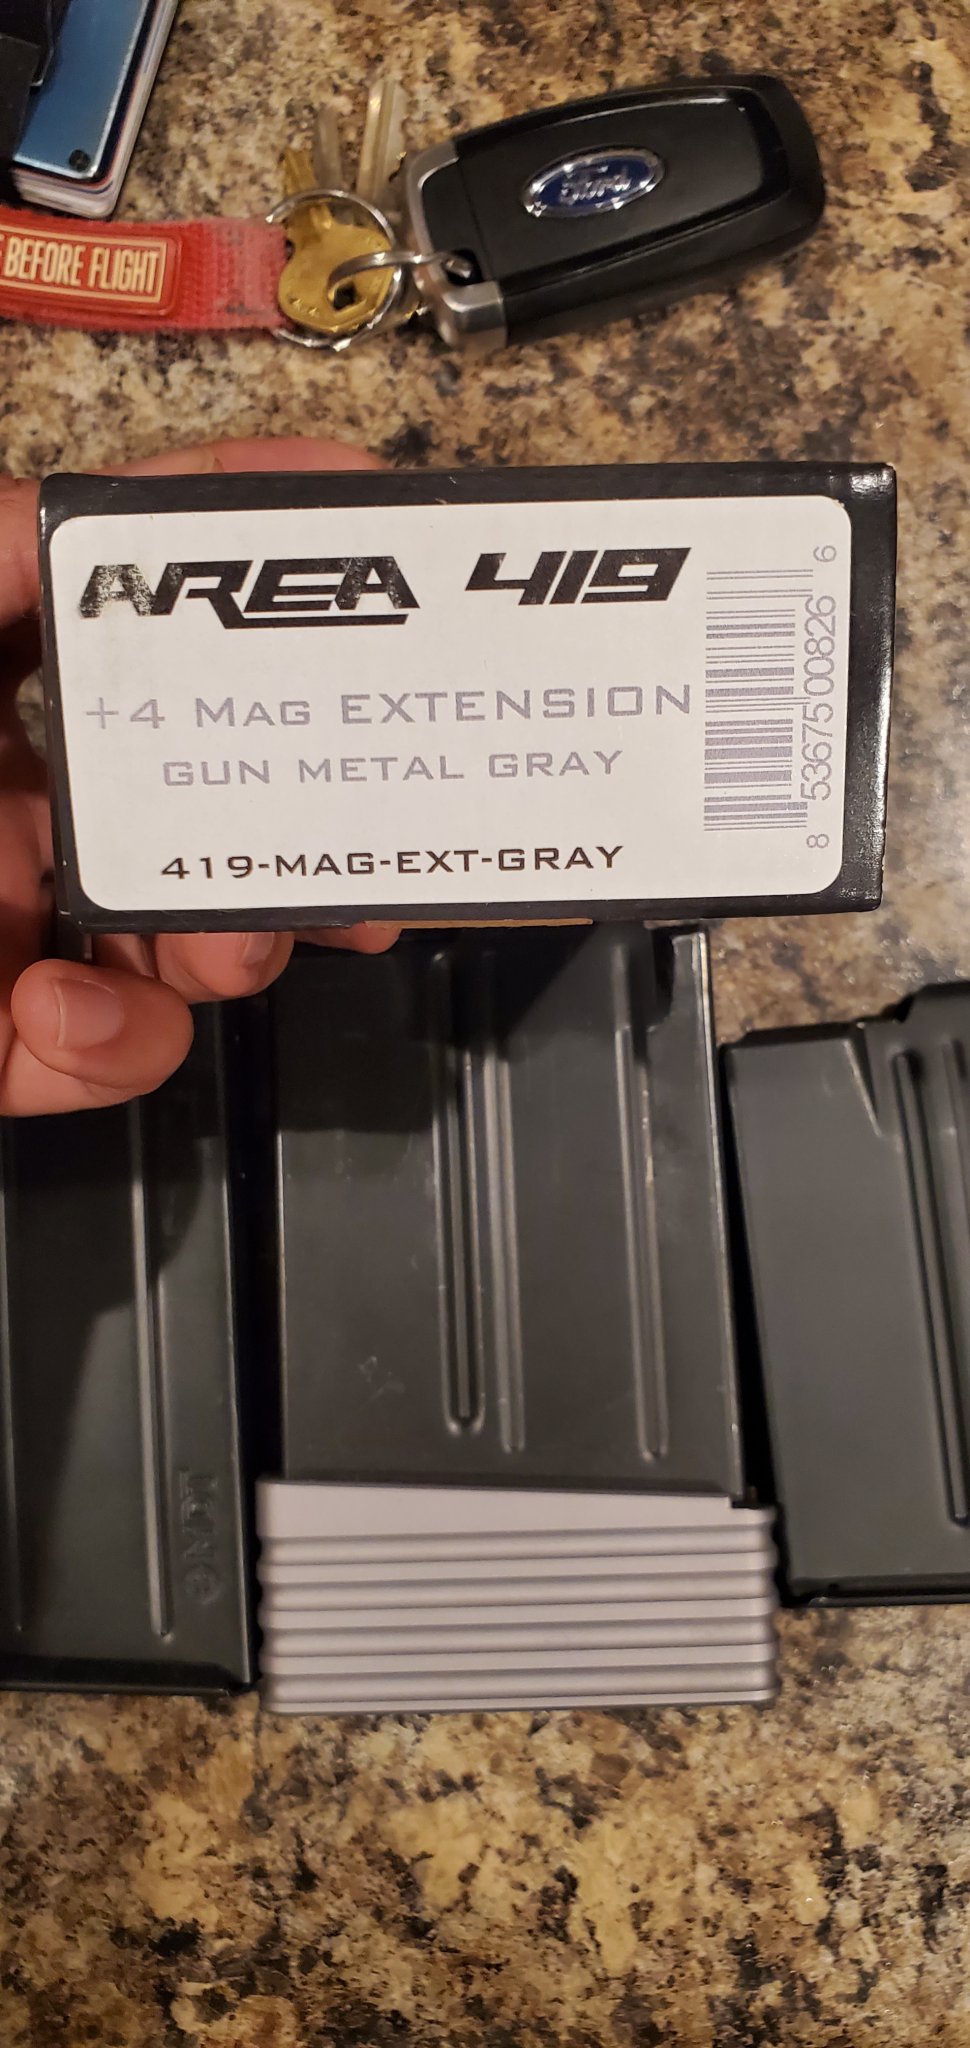 Ford
BEFORE FLIGHT
AREA 419
+4 MAG EXTENSION
GUN METAL GRAY
419-MAG-EXT-GRAY
8 53675 00826 6